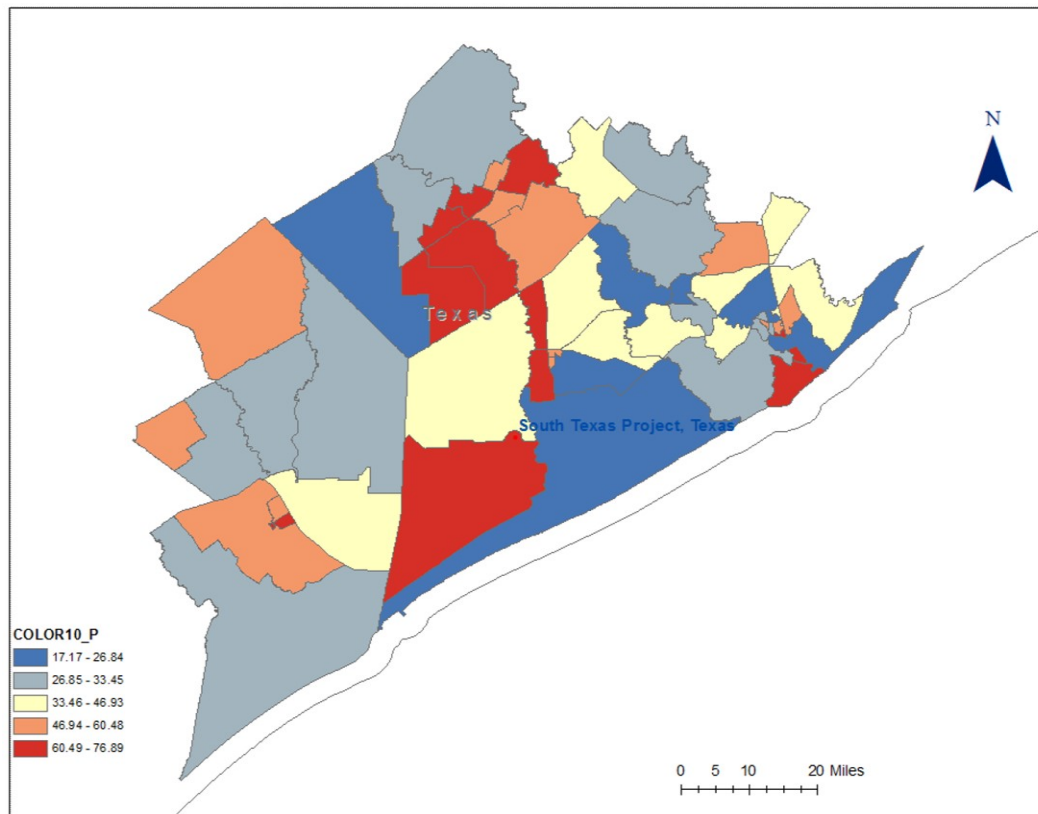 N
Texas
South Texas Project, Texas
COLOR10_P
17.17 - 26.84
26.85 - 33.45
33.46 - 46.93
46.94 - 60.48
60.49 - 76.89
0 5 10 20 Miles